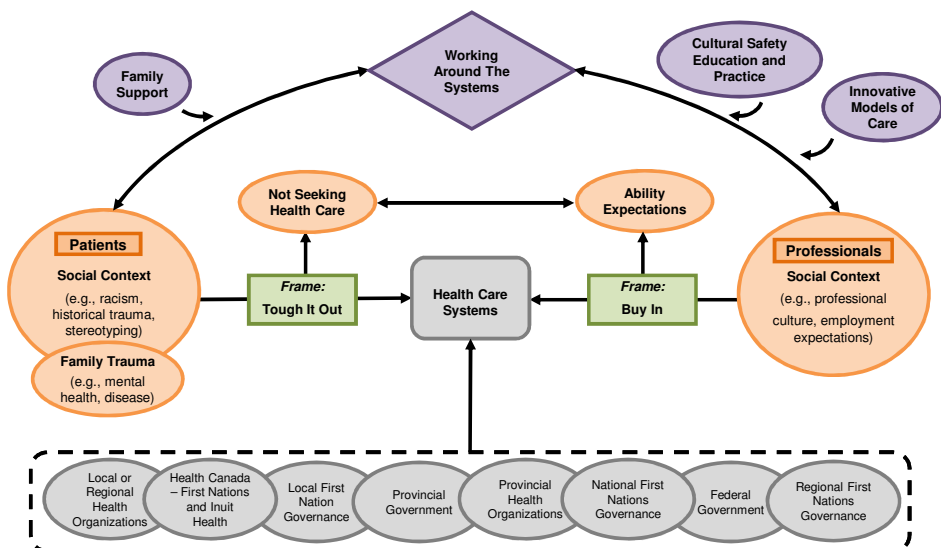 Family
Support
Working
Around The
Systems
Cultural Safety
Education and
Practice
Innovative
Models of
Care
Not Seeking
Health Care
Ability
Expectations
Patients
Social Context
(e.g., racism,
historical trauma,
stereotyping)
Family Trauma
(e.g., mental
health, disease)
Frame:
Tough It Out
Health Care
Systems
Frame:
Buy In
Professionals
Social Context
(e.g., professional
culture, employment
expectations)
Local or
Regional
Health
Organizations
Health Canada
– First Nations
and Inuit
Health
Local First
Nation
Governance
Provincial
Government
Provincial
Health
Organizations
National First
Nations
Governance
Federal
Government
Regional First
Nations
Governance